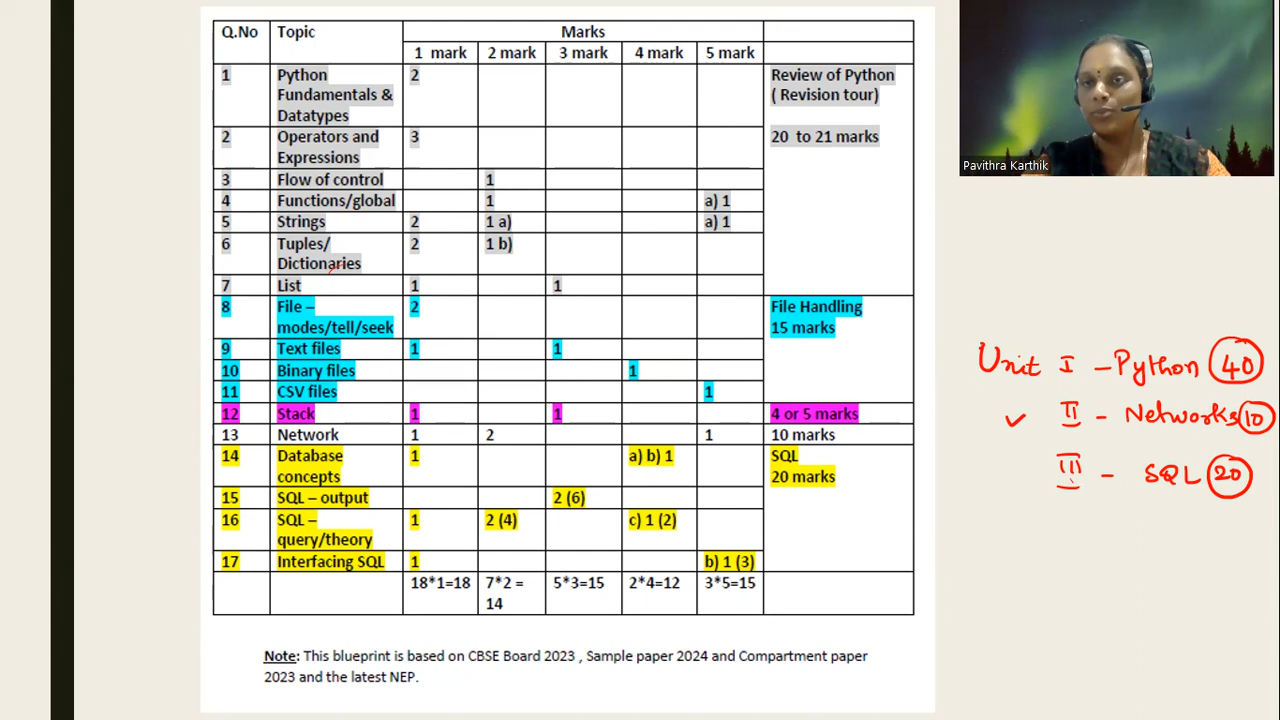 Q.No Topic Marks
1 mark 2 mark 3 mark 4 mark 5 mark
1 Python 2 Review of Python
Fundamentals & ( Revision tour)
Datatypes
2 Operators and 3 20 to 21 marks
Expressions
3 Flow of control 1
4 Functions/global 1 a) 1
5 Strings 2 1 a) a) 1
6 Tuples/ 2 1 b)
Dictionaries
7 List 1 1
8 File – 2 File Handling
modes/tell/seek 15 marks
9 Text files 1 1
10 Binary files 1
11 CSV files 1
12 Stack 1 1 4 or 5 marks
13 Network 1 2 1 10 marks
14 Database 1 a) b) 1 SQL
concepts 20 marks
15 SQL – output 2 (6)
16 SQL – 1 2 (4) c) 1 (2)
query/theory
17 Interfacing SQL 1 b) 1 (3)
18*1=18 7*2 = 5*3=15 2*4=12 3*5=15
14
Note: This blueprint is based on CBSE Board 2023 , Sample paper 2024 and Compartment paper
2023 and the latest NEP.
Pavithra Karthik
Unit I - Python 40
II - Networks 10
III - SQL 20